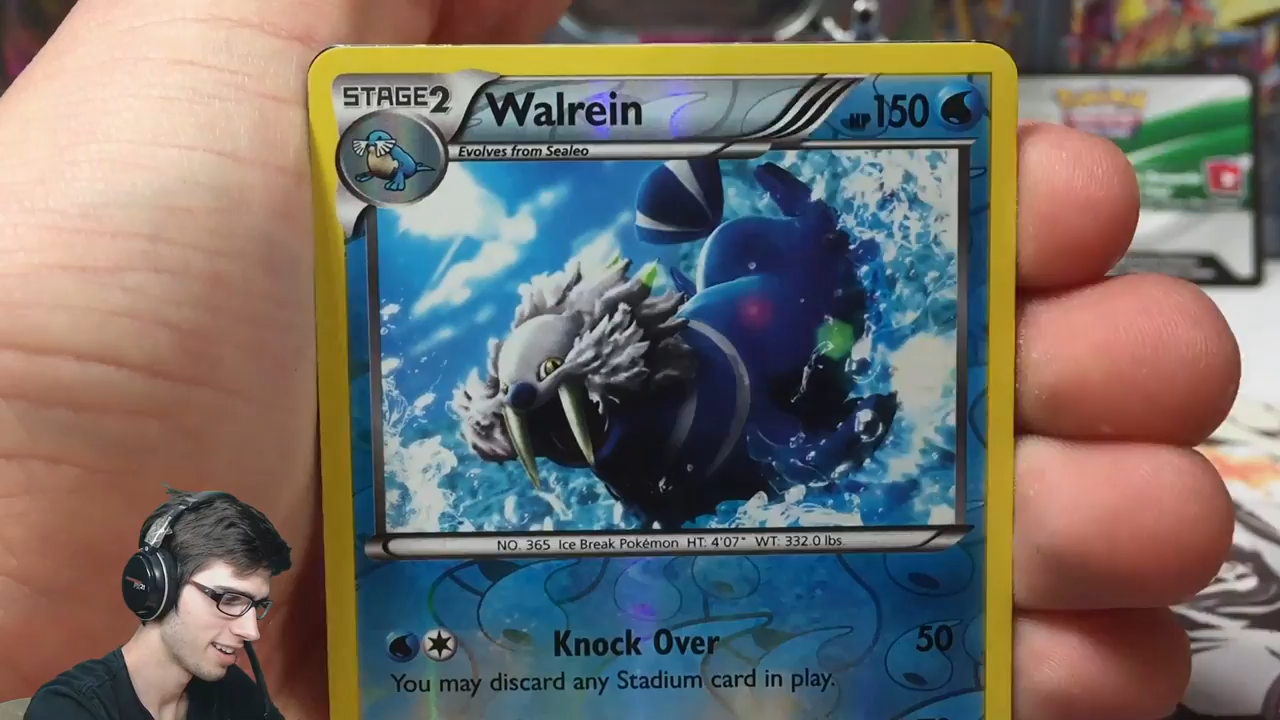 STAGE2 Walrein HP 150
Evolves from Sealeo
NO. 365 Ice Break Pokémon HT: 4'07" WT: 332.0 lbs.
Knock Over 50
You may discard any Stadium card in play.